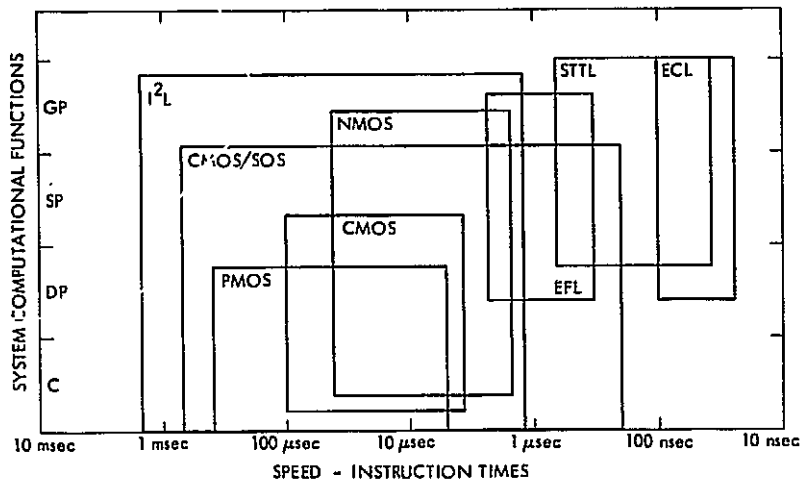 SYSTEM COMPUTATIONAL FUNCTIONS
GP
SP
DP
C
I²L
STTL
ECL
NMOS
CMOS/SOS
CMOS
PMOS
EFL
10 msec
1 msec
100 μsec
10 μsec
1 μsec
100 nsec
10 nsec
SPEED - INSTRUCTION TIMES